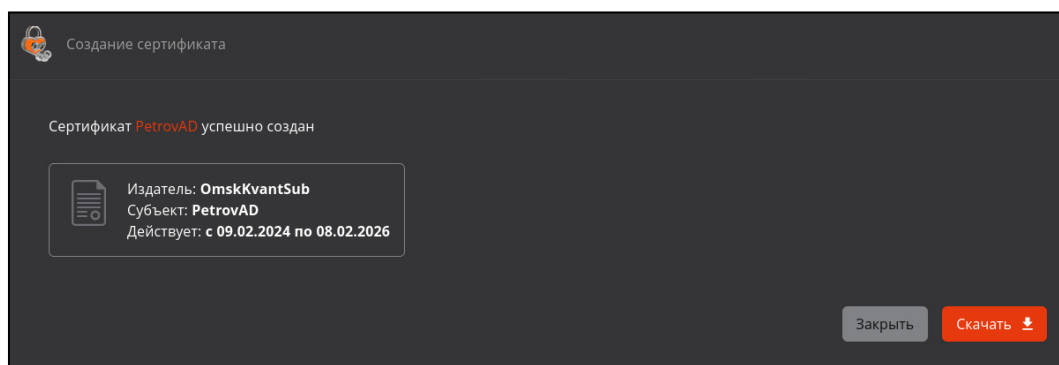 Создание сертификата
Сертификат PetrovAD успешно создан
Издатель: OmskKvantSub
Субъект: PetrovAD
Действует: с 09.02.2024 по 08.02.2026
Закрыть
Скачать